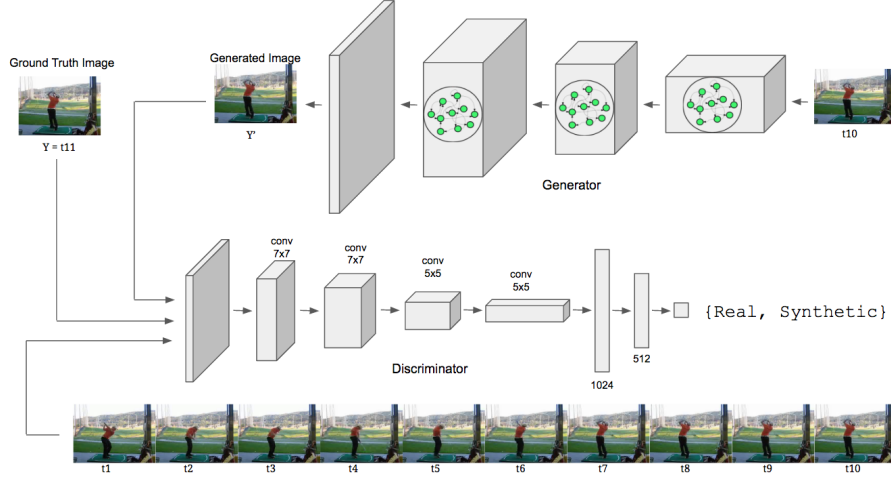 Ground Truth Image
Generated Image
Y = t11
Y'
t10
Generator
conv
7x7
conv
7x7
conv
5x5
conv
5x5
{Real, Synthetic}
1024
512
Discriminator
t1
t2
t3
t4
t5
t6
t7
t8
t9
t10